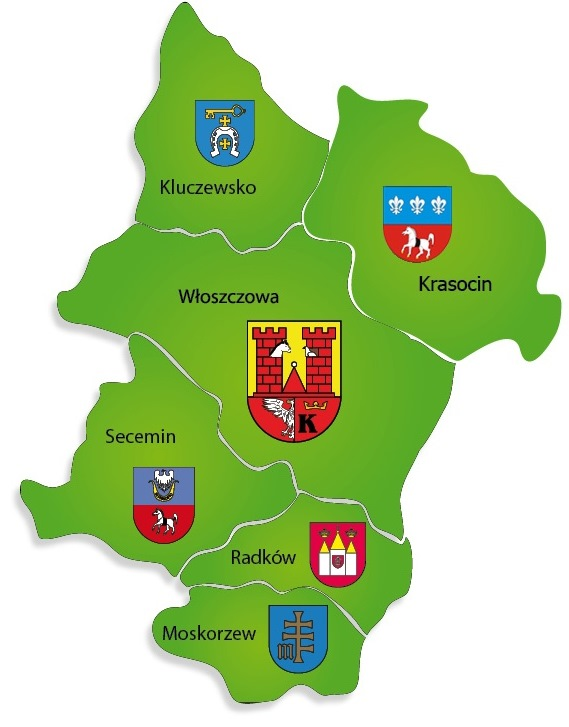 Kluczewsko
Krasocin
Włoszczowa
K
Secemin
Radków
Moskorzew
m